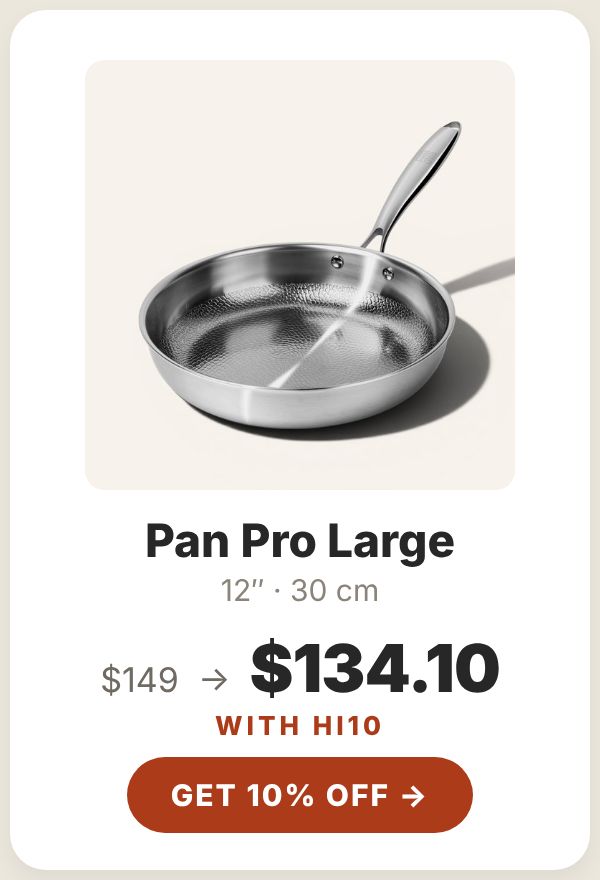 Pan Pro Large
12″ · 30 cm
$149 → $134.10
WITH HI10
GET 10% OFF →